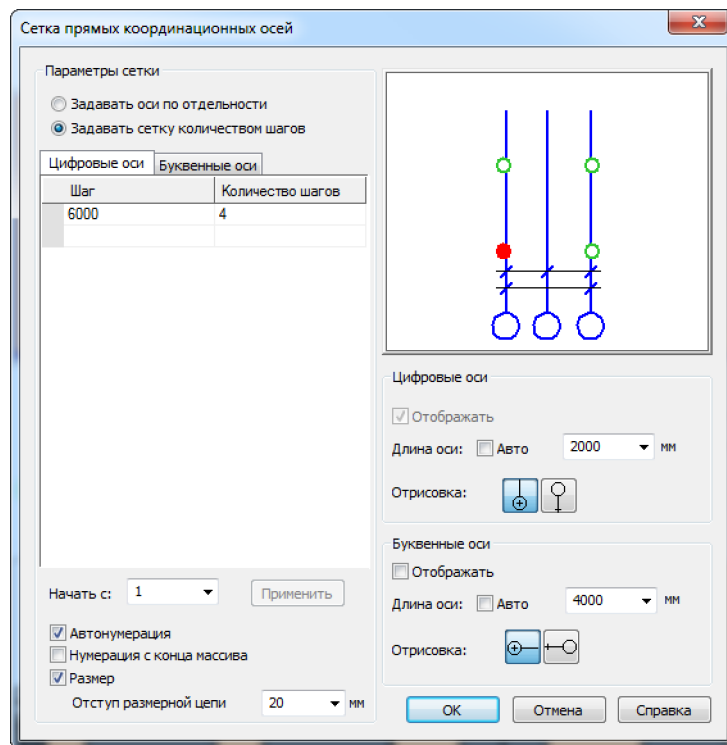 Сетка прямых координационных осей
Параметры сетки
Задавать оси по отдельности
Задавать сетку количеством шагов
Цифровые оси Буквенные оси
Шаг Количество шагов
6000 4
Начать с: 1 Применить
Автонумерация
Нумерация с конца массива
Размер
Отступ размерной цепи 20 мм
Цифровые оси
Отображать
Длина оси: Авто 2000 мм
Отрисовка:
Буквенные оси
Отображать
Длина оси: Авто 4000 мм
Отрисовка:
OK Отмена Справка